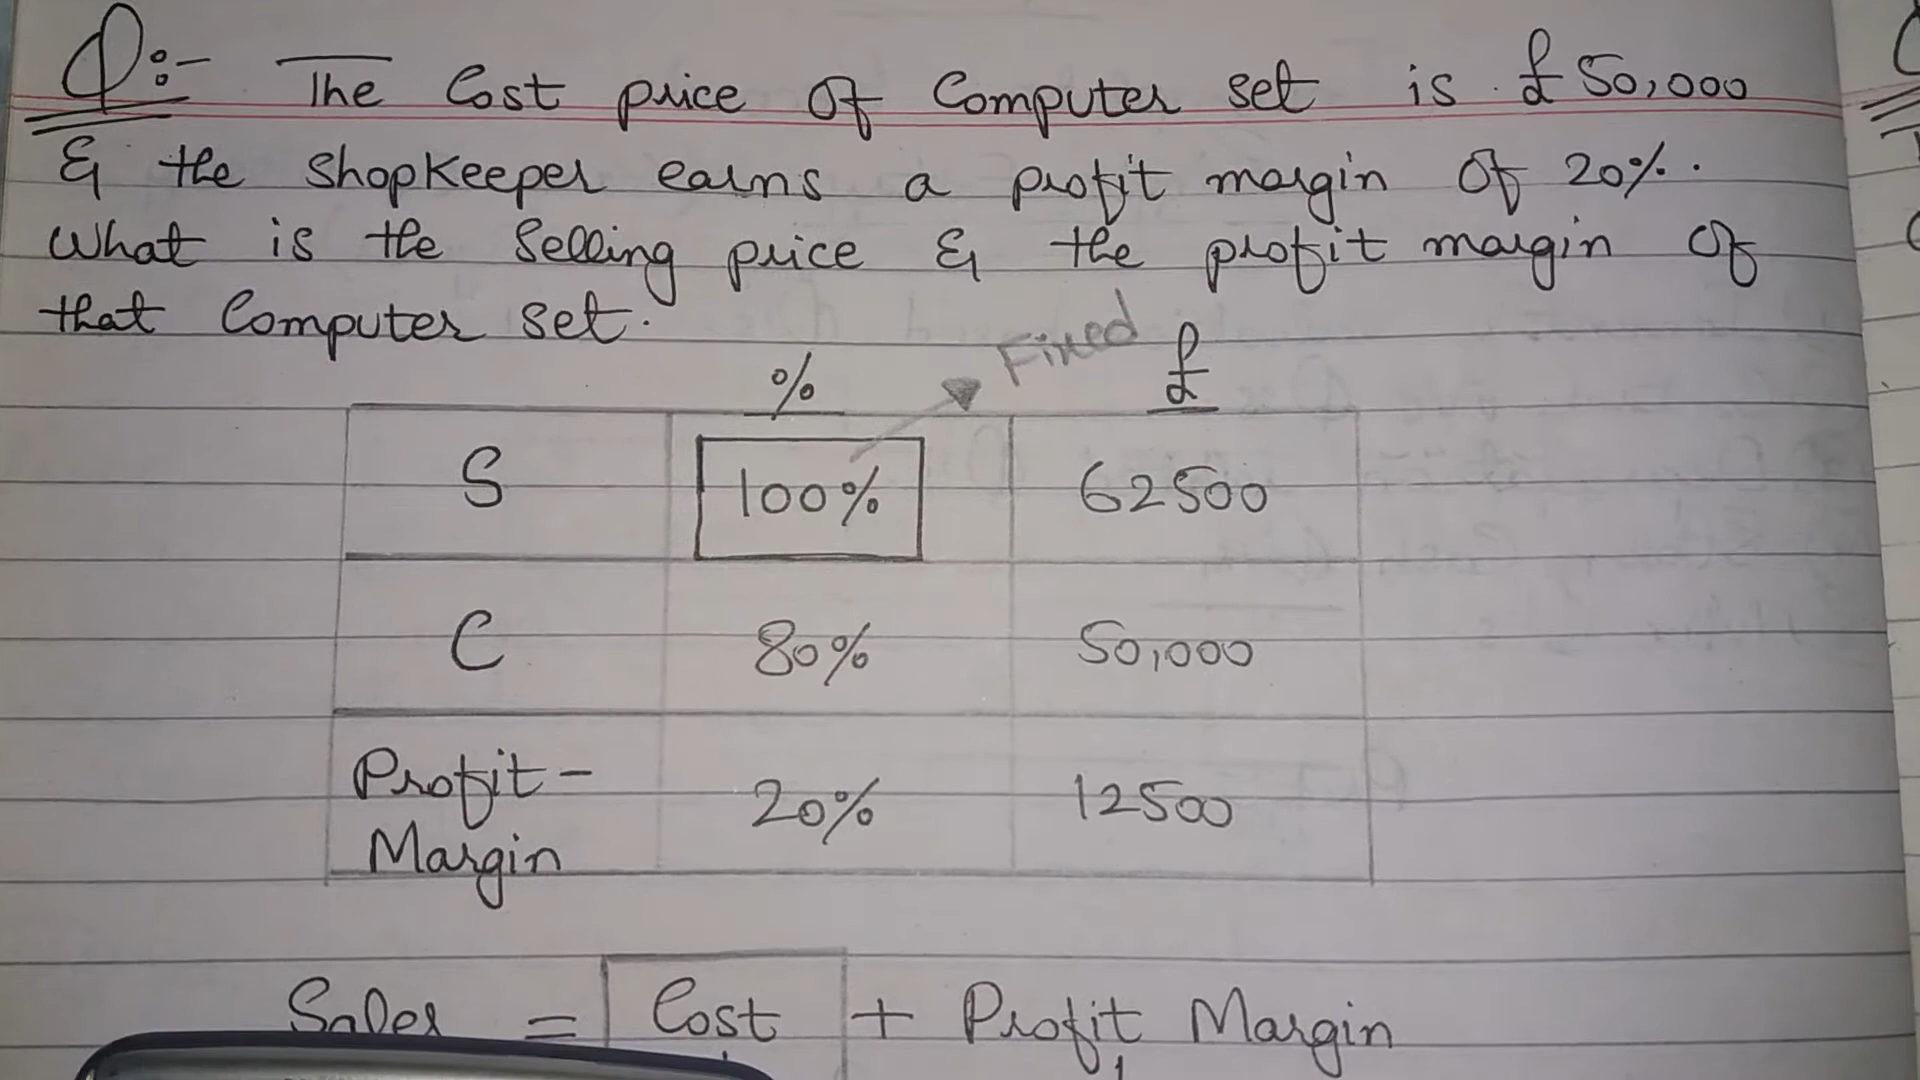 Q:- The Cost price of Computer set is £50,000
& the shopkeeper earns a profit margin of 20%.
What is the Selling price & the profit margin of
that Computer set.
% Fixed £
S 100% 62500
C 80% 50,000
Profit- 20% 12500
Margin
Sales = Cost + Profit Margin